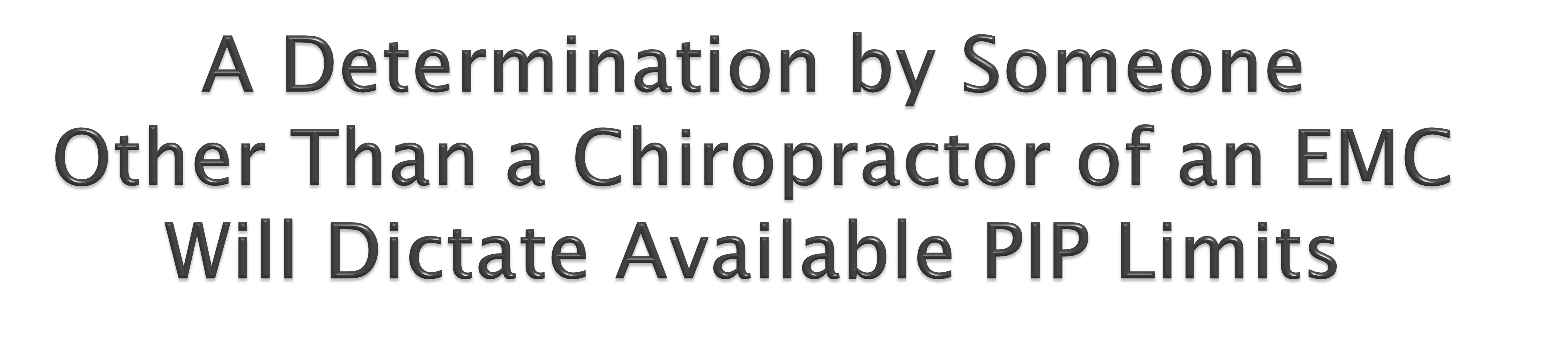 A Determination by Someone
Other Than a Chiropractor of an EMC
Will Dictate Available PIP Limits